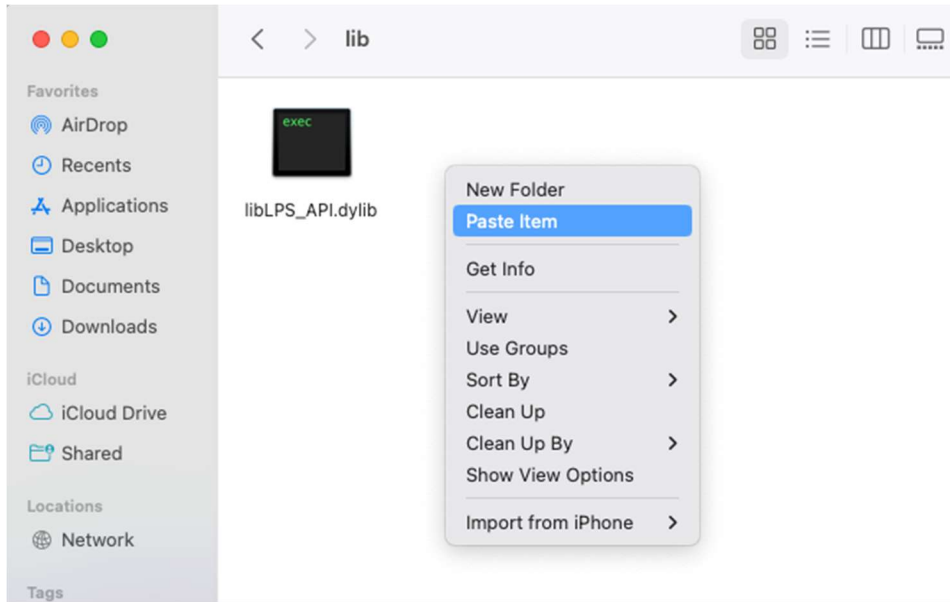 lib
Favorites
AirDrop
Recents
Applications
Desktop
Documents
Downloads
iCloud
iCloud Drive
Shared
Locations
Network
Tags
exec
libLPS_API.dylib
New Folder
Paste Item
Get Info
View
Use Groups
Sort By
Clean Up
Clean Up By
Show View Options
Import from iPhone